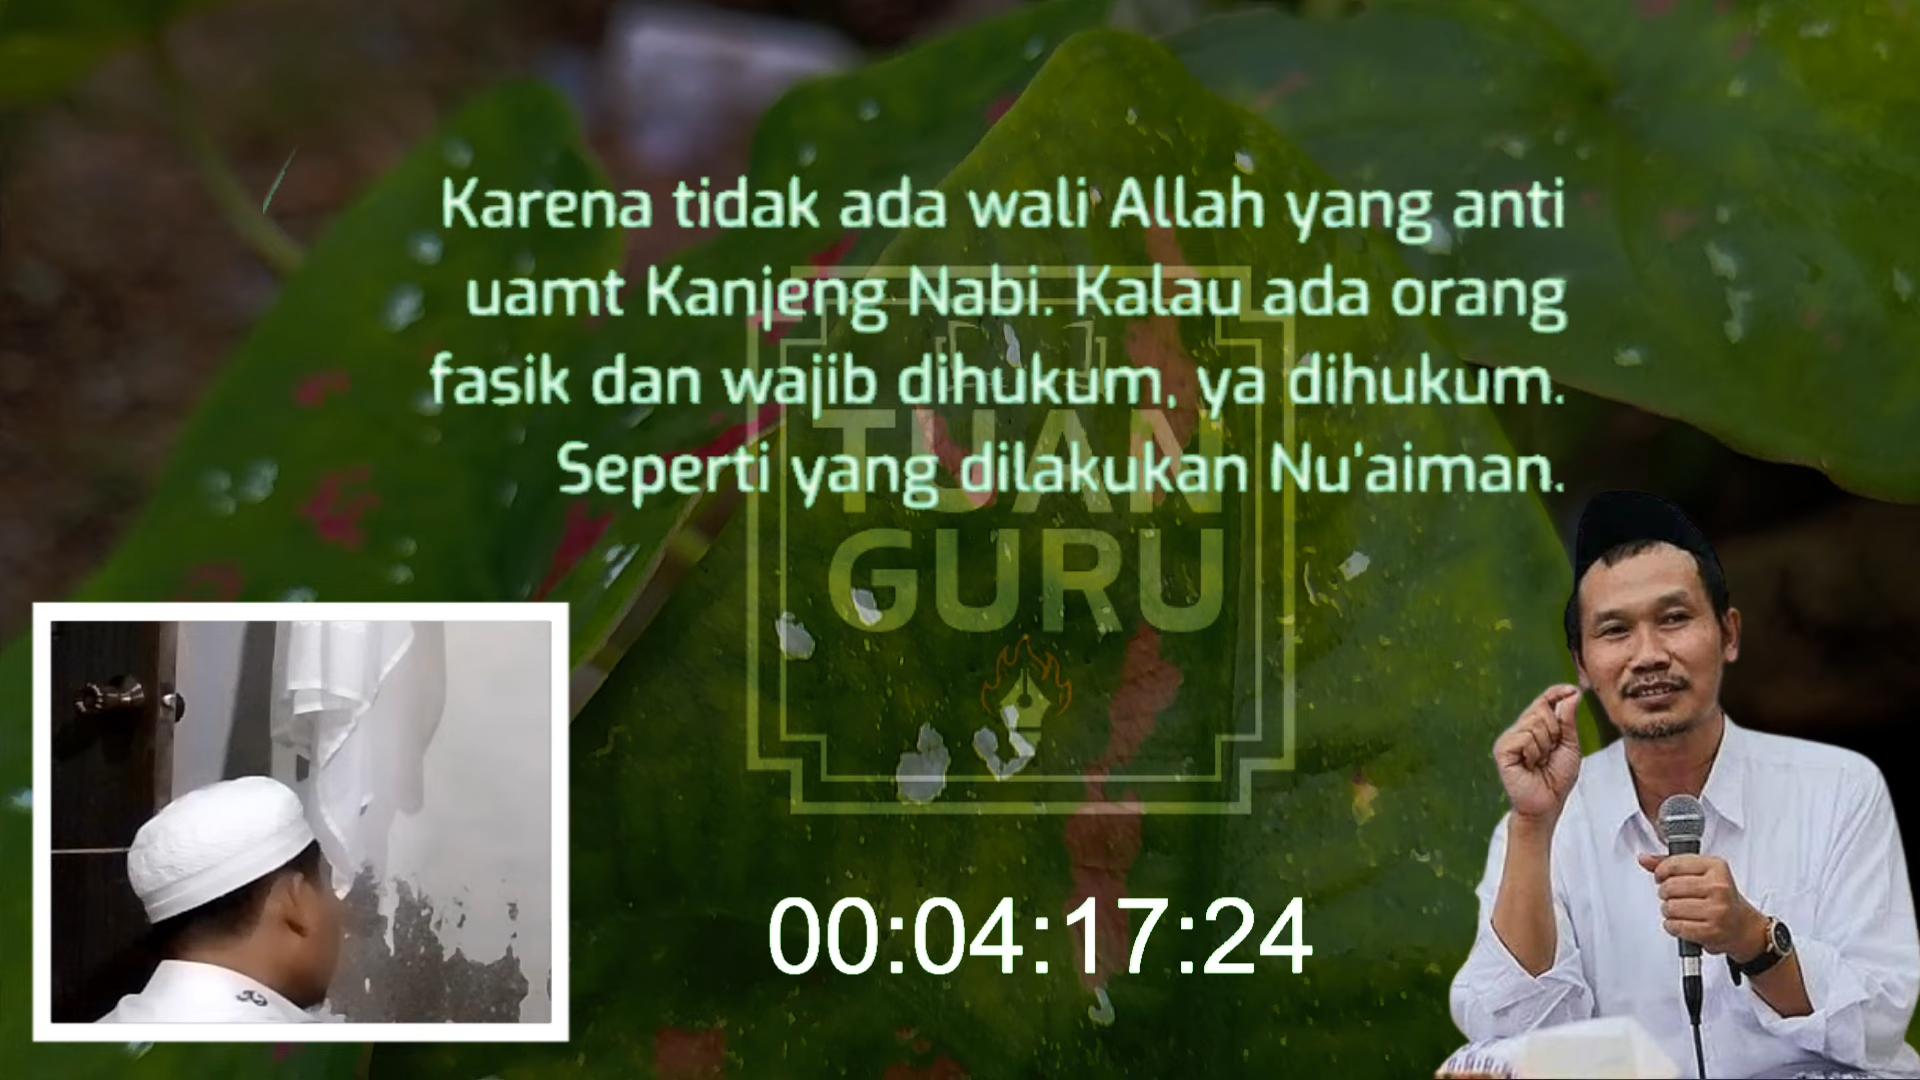 Karena tidak ada wali Allah yang anti
uamt Kanjeng Nabi. Kalau ada orang
fasik dan wajib dihukum, ya dihukum.
Seperti yang dilakukan Nu'aiman.
TUAN
GURU
00:04:17:24